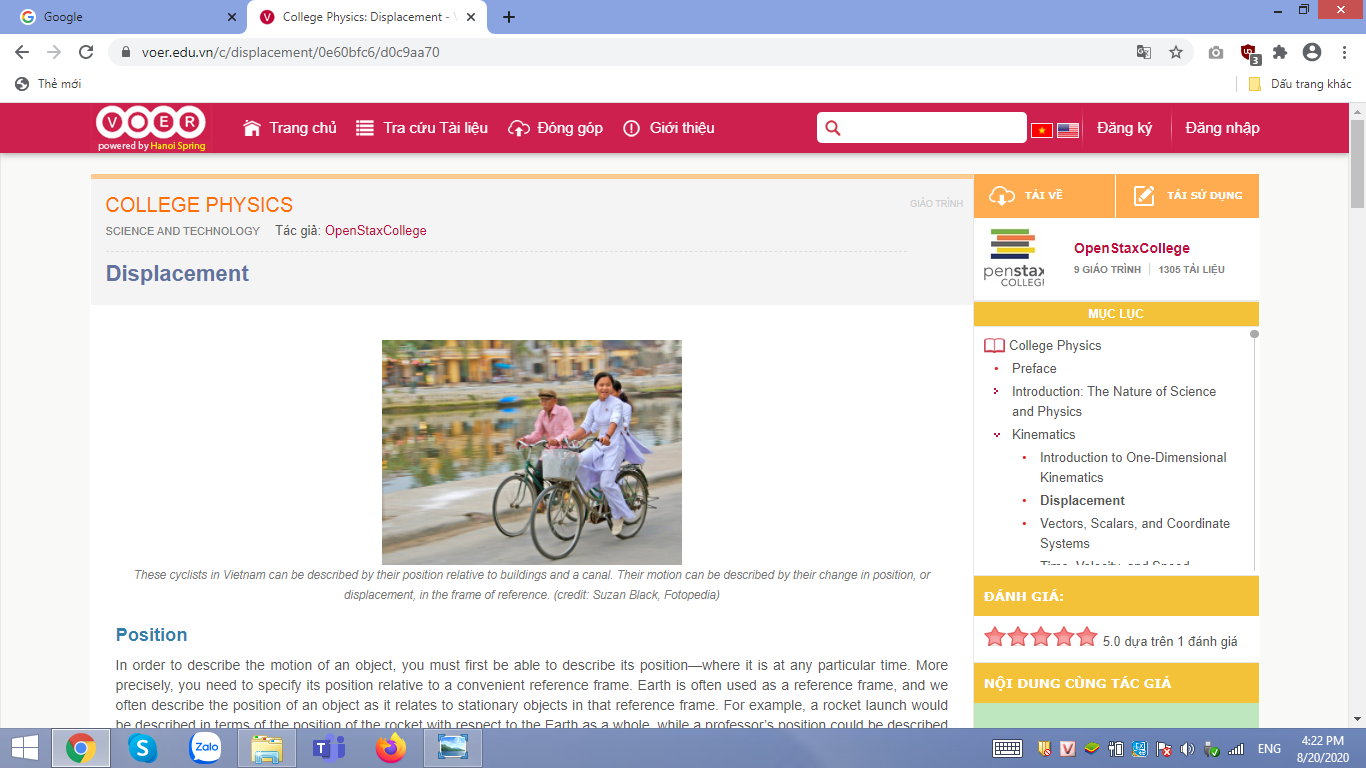 Google
College Physics: Displacement - V
voer.edu.vn/c/displacement/0e60bfc6/d0c9aa70
3
Thẻ mới
Dấu trang khác
VOER
powered by Hanoi Spring
Trang chủ
Tra cứu Tài liệu
Đóng góp
Giới thiệu
Đăng ký
Đăng nhập
COLLEGE PHYSICS
GIÁO TRÌNH
SCIENCE AND TECHNOLOGY Tác giả: OpenStaxCollege
Displacement
These cyclists in Vietnam can be described by their position relative to buildings and a canal. Their motion can be described by their change in position, or
displacement, in the frame of reference. (credit: Suzan Black, Fotopedia)
Position
In order to describe the motion of an object, you must first be able to describe its position—where it is at any particular time. More
precisely, you need to specify its position relative to a convenient reference frame. Earth is often used as a reference frame, and we
often describe the position of an object as it relates to stationary objects in that reference frame. For example, a rocket launch would
be described in terms of the position of the rocket with respect to the Earth as a whole, while a professor's position could be described
TẢI VỀ
TÁI SỬ DỤNG
penstax
COLLEGE
OpenStaxCollege
9 GIÁO TRÌNH | 1305 TÀI LIỆU
MỤC LỤC
College Physics
Preface
Introduction: The Nature of Science
and Physics
Kinematics
Introduction to One-Dimensional
Kinematics
Displacement
Vectors, Scalars, and Coordinate
Systems
Time, Velocity, and Speed
ĐÁNH GIÁ:
5.0 dựa trên 1 đánh giá
NỘI DUNG CÙNG TÁC GIẢ
Zalo
ENG
4:22 PM
8/20/2020